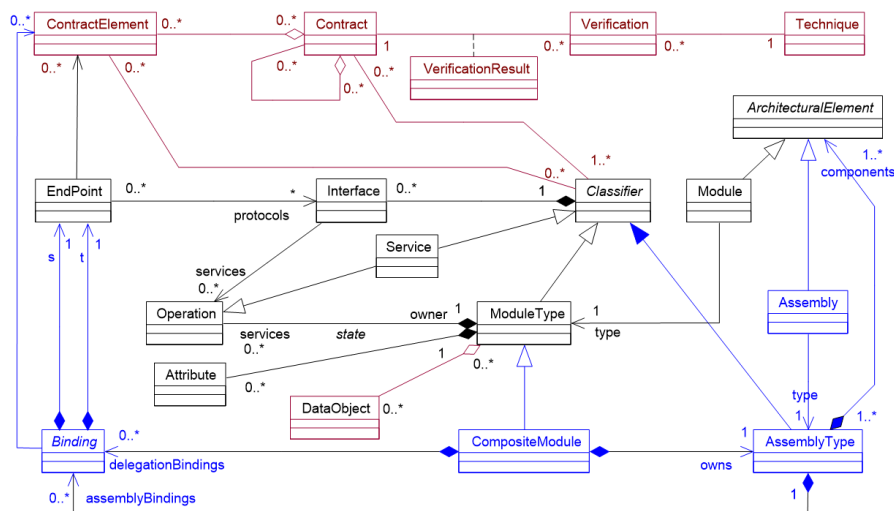 0..*
ContractElement
0..*
0..*
Contract
1
0..*
Verification
0..*
1
Technique
0..*
0..*
0..*
0..*
0..*
VerificationResult
ArchitecturalElement
1..*
components
1..*
0..*
EndPoint
0..*
*
Interface
0..*
1
Classifier
Module
protocols
s
1
t
1
Service
services
0..*
Operation
owner
1
ModuleType
1
type
Assembly
services
state
0..*
Attribute
0..*
1
0..*
DataObject
0..*
type
1
1..*
Binding
0..*
delegationBindings
CompositeModule
1
owns
AssemblyType
0..*
assemblyBindings
1